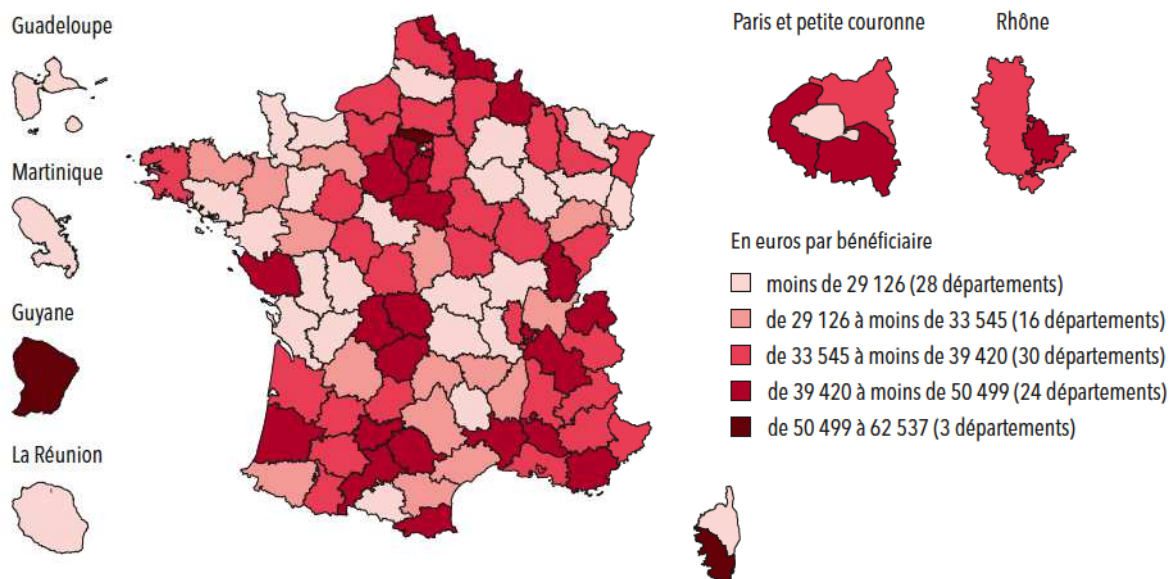 Guadeloupe
Martinique
Guyane
La Réunion
Paris et petite couronne
Rhône
En euros par bénéficiaire
moins de 29 126 (28 départements)
de 29 126 à moins de 33 545 (16 départements)
de 33 545 à moins de 39 420 (30 départements)
de 39 420 à moins de 50 499 (24 départements)
de 50 499 à 62 537 (3 départements)